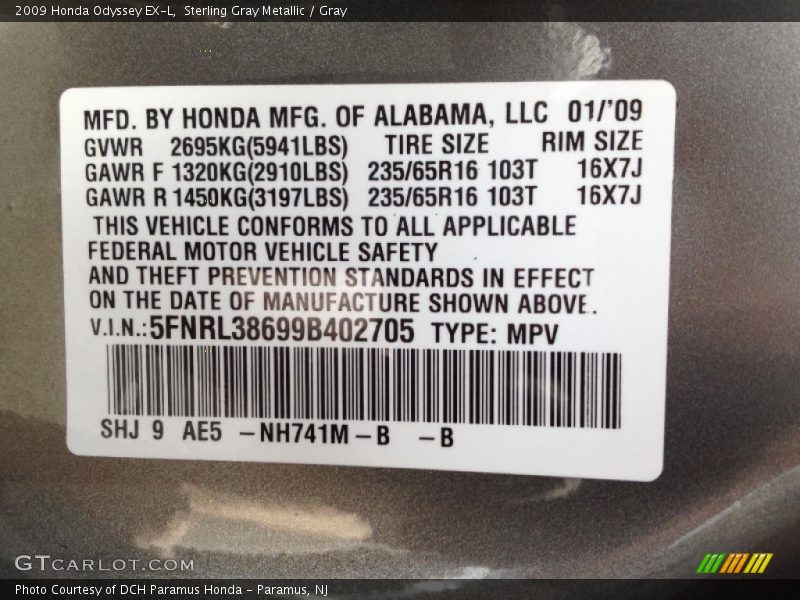 2009 Honda Odyssey EX-L, Sterling Gray Metallic / Gray
MFD. BY HONDA MFG. OF ALABAMA, LLC 01/'09
GVWR 2695KG(5941LBS) TIRE SIZE RIM SIZE
GAWR F 1320KG(2910LBS) 235/65R16 103T 16X7J
GAWR R 1450KG(3197LBS) 235/65R16 103T 16X7J
THIS VEHICLE CONFORMS TO ALL APPLICABLE
FEDERAL MOTOR VEHICLE SAFETY
AND THEFT PREVENTION STANDARDS IN EFFECT
ON THE DATE OF MANUFACTURE SHOWN ABOVE.
V.I.N.:5FNRL38699B402705 TYPE: MPV
SHJ 9 AE5 -NH741M-B -B
GTCARLOT.COM
Photo Courtesy of DCH Paramus Honda - Paramus, NJ